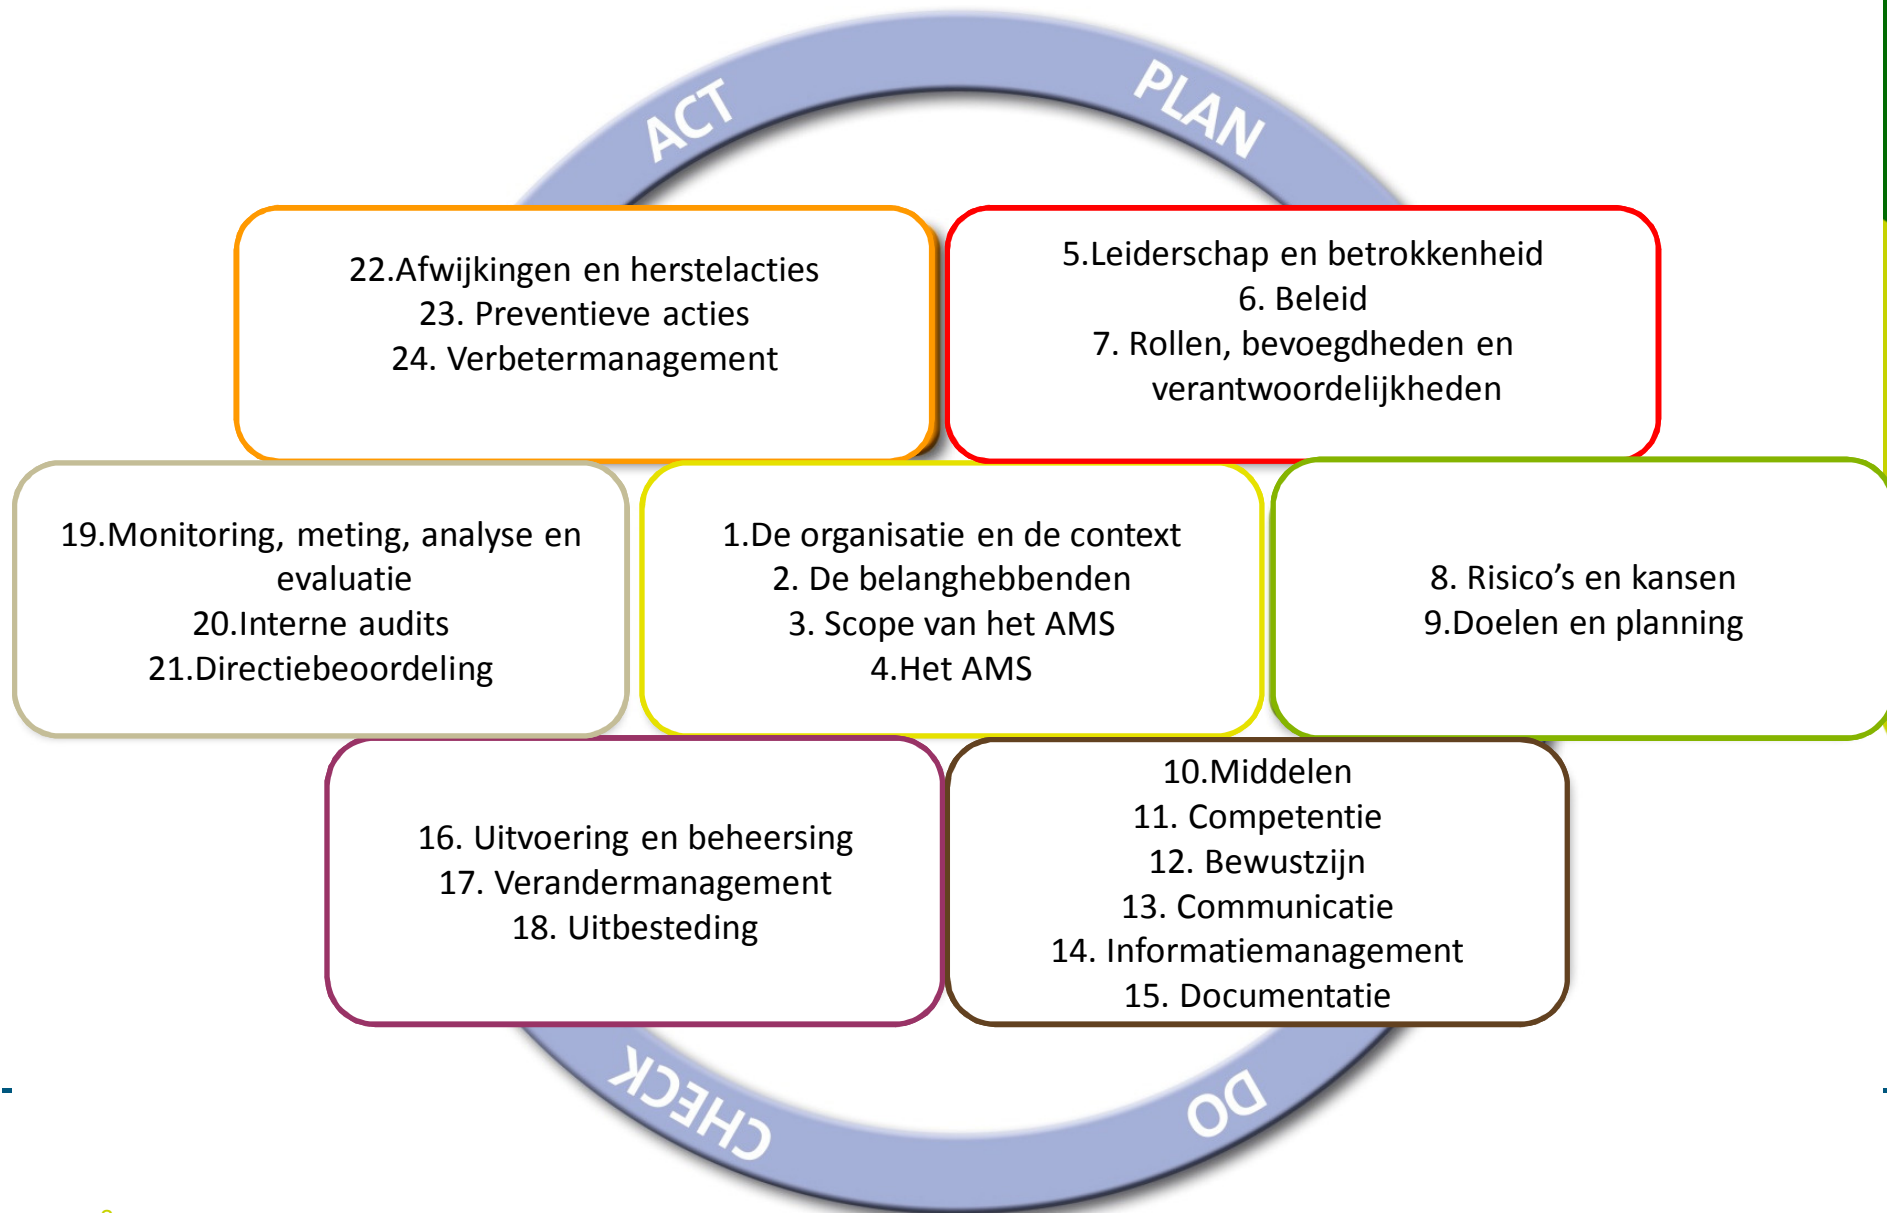 ACT
PLAN
22.Afwijkingen en herstelacties
23. Preventieve acties
24. Verbetermanagement
5.Leiderschap en betrokkenheid
6. Beleid
7. Rollen, bevoegdheden en
verantwoordelijkheden
19.Monitoring, meting, analyse en
evaluatie
20.Interne audits
21.Directiebeoordeling
1.De organisatie en de context
2. De belanghebbenden
3. Scope van het AMS
4.Het AMS
8. Risico’s en kansen
9.Doelen en planning
16. Uitvoering en beheersing
17. Verandermanagement
18. Uitbesteding
10.Middelen
11. Competentie
12. Bewustzijn
13. Communicatie
14. Informatiemanagement
15. Documentatie
CHECK
DO